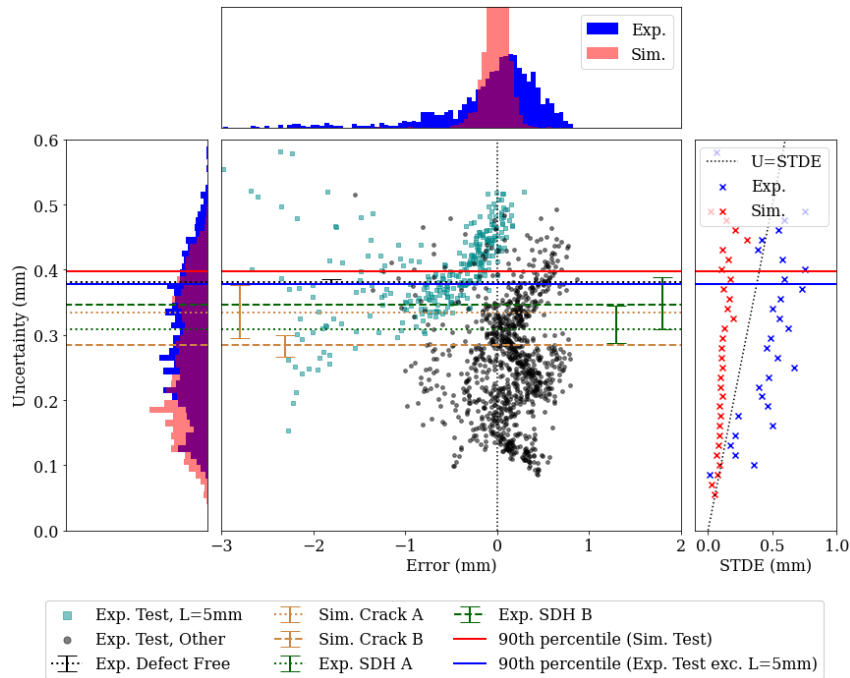 Exp.
Sim.
0.6
0.5
0.4
0.3
0.2
0.1
0.0
Uncertainty (mm)
U=STDE
Exp.
Sim.
−3
−2
−1
0
1
2
Error (mm)
0.0
0.5
1.0
STDE (mm)
Exp. Test, L=5mm
Exp. Test, Other
Exp. Defect Free
Sim. Crack A
Sim. Crack B
Exp. SDH A
Exp. SDH B
90th percentile (Sim. Test)
90th percentile (Exp. Test exc. L=5mm)